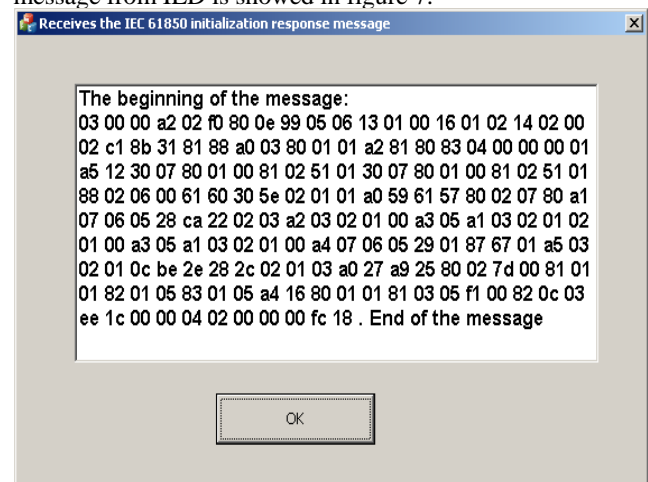 message from IED is showed in figure 7.
Receives the IEC 61850 initialization response message
The beginning of the message:
03 00 00 a2 02 f0 80 0e 99 05 06 13 01 00 16 01 02 14 02 00
02 c1 8b 31 81 88 a0 03 80 01 01 a2 81 80 83 04 00 00 00 01
a5 12 30 07 80 01 00 81 02 51 01 30 07 80 01 00 81 02 51 01
88 02 06 00 61 60 30 5e 02 01 01 a0 59 61 57 80 02 07 80 a1
07 06 05 28 ca 22 02 03 a2 03 02 01 00 a3 05 a1 03 02 01 02
01 00 a3 05 a1 03 02 01 00 a4 07 06 05 29 01 87 67 01 a5 03
02 01 0c be 2e 28 2c 02 01 03 a0 27 a9 25 80 02 7d 00 81 01
01 82 01 05 83 01 05 a4 16 80 01 01 81 03 05 f1 00 82 0c 03
ee 1c 00 00 04 02 00 00 00 fc 18 . End of the message
OK